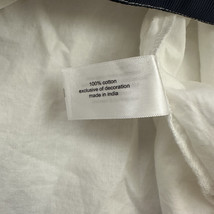 100% cotton
exclusive of decoration
made in india